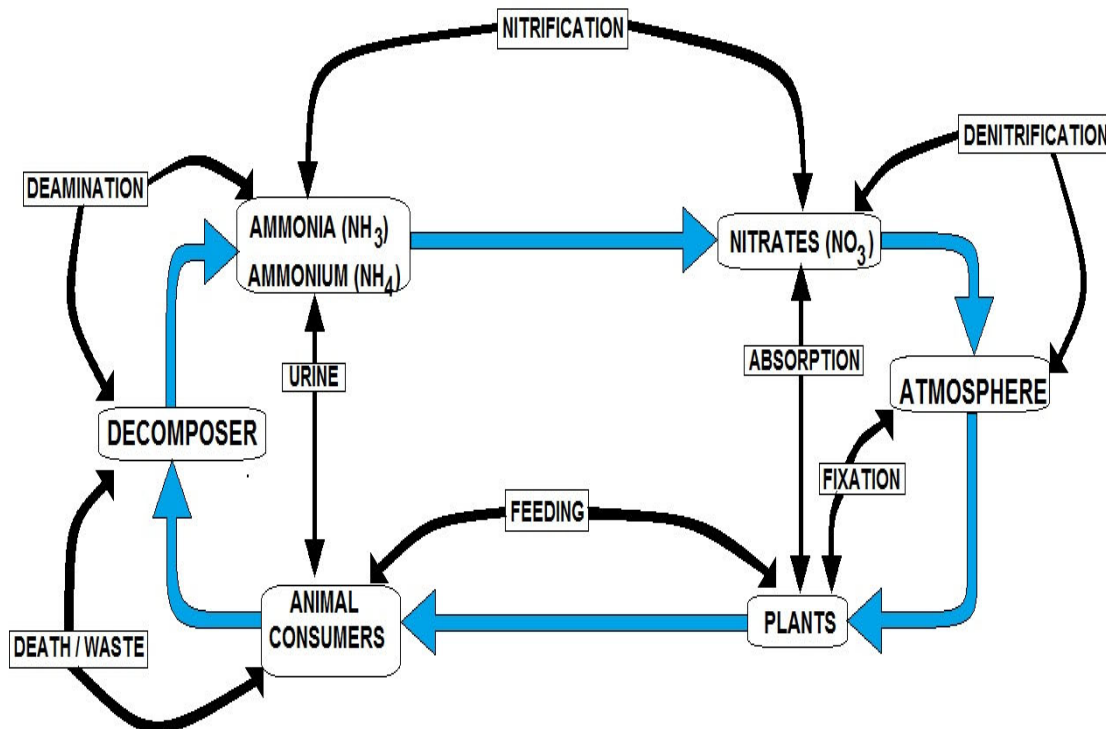 NITRIFICATION
DENITRIFICATION
DEAMINATION
AMMONIA (NH3)
AMMONIUM (NH4)
NITRATES (NO3)
URINE
ABSORPTION
ATMOSPHERE
DECOMPOSER
FIXATION
FEEDING
ANIMAL
CONSUMERS
PLANTS
DEATH / WASTE